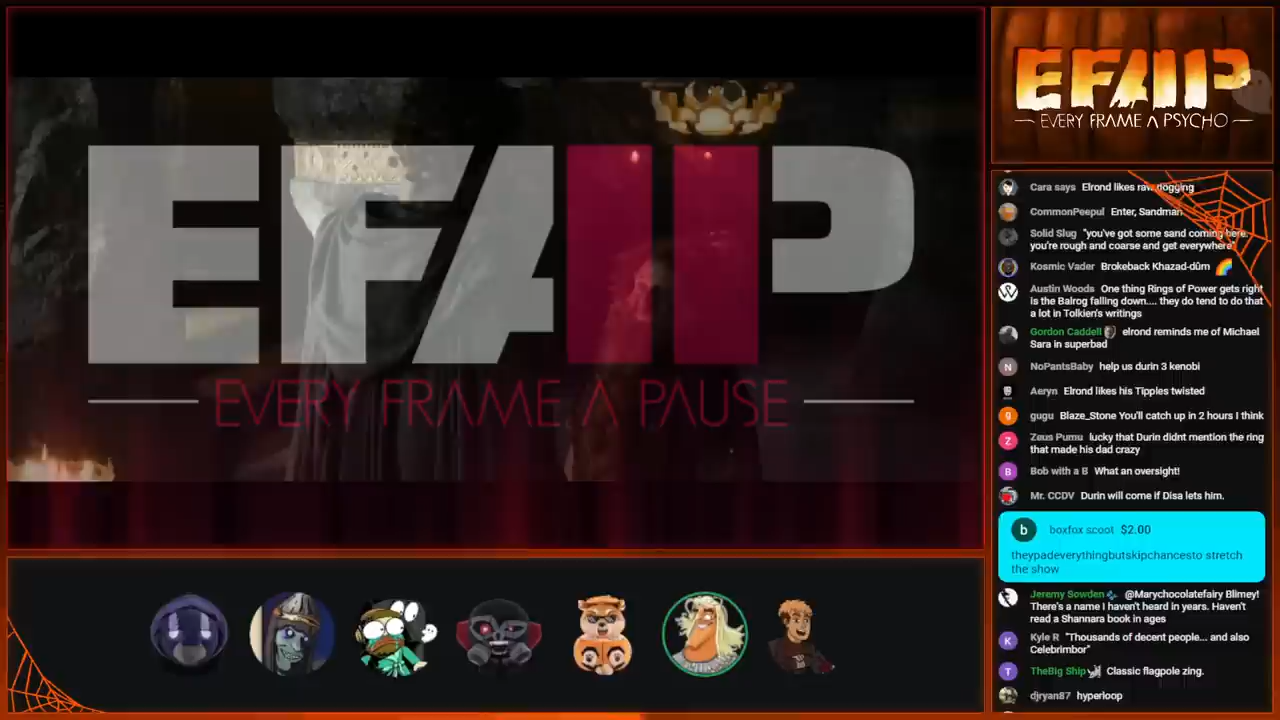 EFAP
EVERY FRAME A PAUSE
EFAP
EVERY FRAME A PSYCHO
Cara says Elrond likes raw dogging
CommonPeepul Enter, Sandman
Solid Slug "you've got some sand coming here.
you're rough and coarse and get everywhere"
Kosmic Vader Brokeback Khazad-dûm 🌈
Austin Woods One thing Rings of Power gets right
is the Balrog falling down.... they do tend to do that
a lot in Tolkien's writings
Gordon Caddell elrond reminds me of Michael
Sara in superbad
N NoPantsBaby help us durin 3 kenobi
Aeryn Elrond likes his Tipples twisted
g gugu Blaze_Stone You'll catch up in 2 hours I think
Z Zeus Pumu lucky that Durin didnt mention the ring
that made his dad crazy
B Bob with a B What an oversight!
Mr. CCDV Durin will come if Disa lets him.
b boxfox scoot $2.00
theypadeverythingbutskipchancesto stretch
the show
Jeremy Sowden @Marychocolatefairy Blimey!
There's a name I haven't heard in years. Haven't
read a Shannara book in ages
K Kyle R "Thousands of decent people... and also
Celebrimbor"
T TheBig Ship Classic flagpole zing.
djryan87 hyperloop